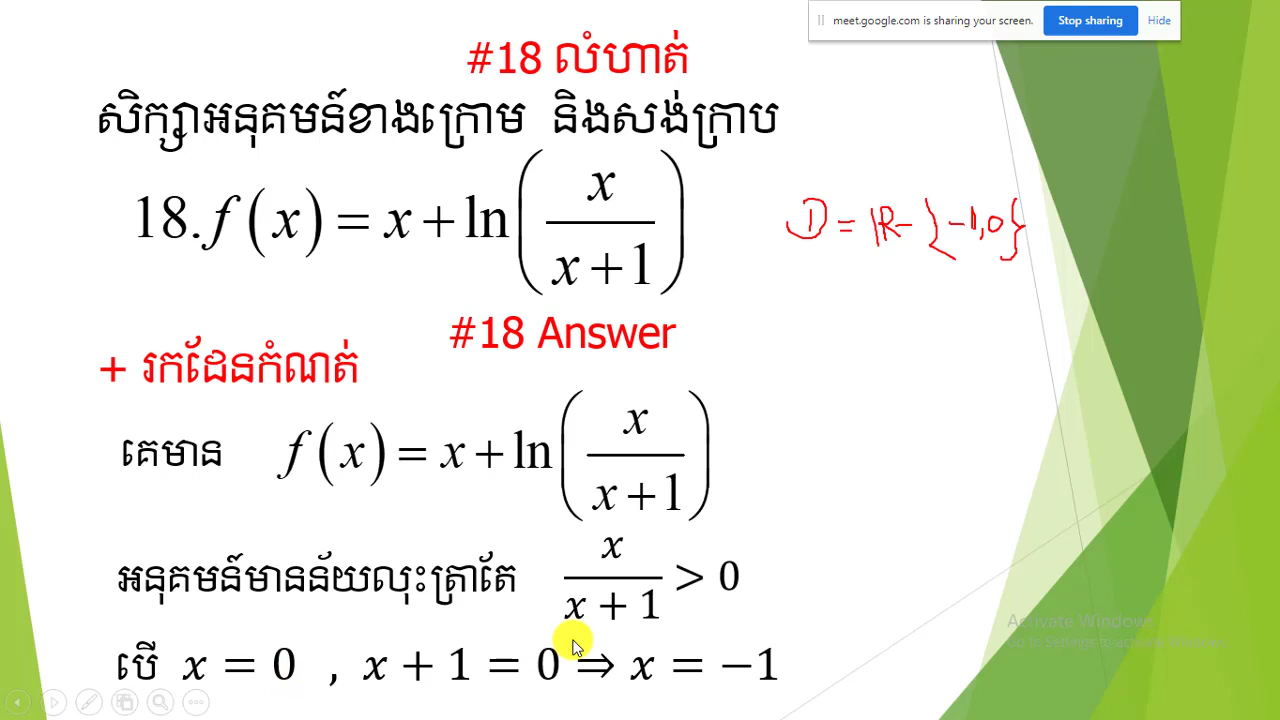 meet.google.com is sharing your screen. Stop sharing Hide
#18 លំហាត់
សិក្សាអនុគមន៍ខាងក្រោម និងសង់ក្រាប
18. f(x) = x + ln(x/(x+1))
D = IR - {-1,0}
#18 Answer
+ រកដែនកំណត់
គេមាន f(x) = x + ln(x/(x+1))
អនុគមន៍មានន័យលុះត្រាតែ x/(x + 1) > 0
បើ x = 0 , x + 1 = 0 ⇒ x = −1
Activate Windows